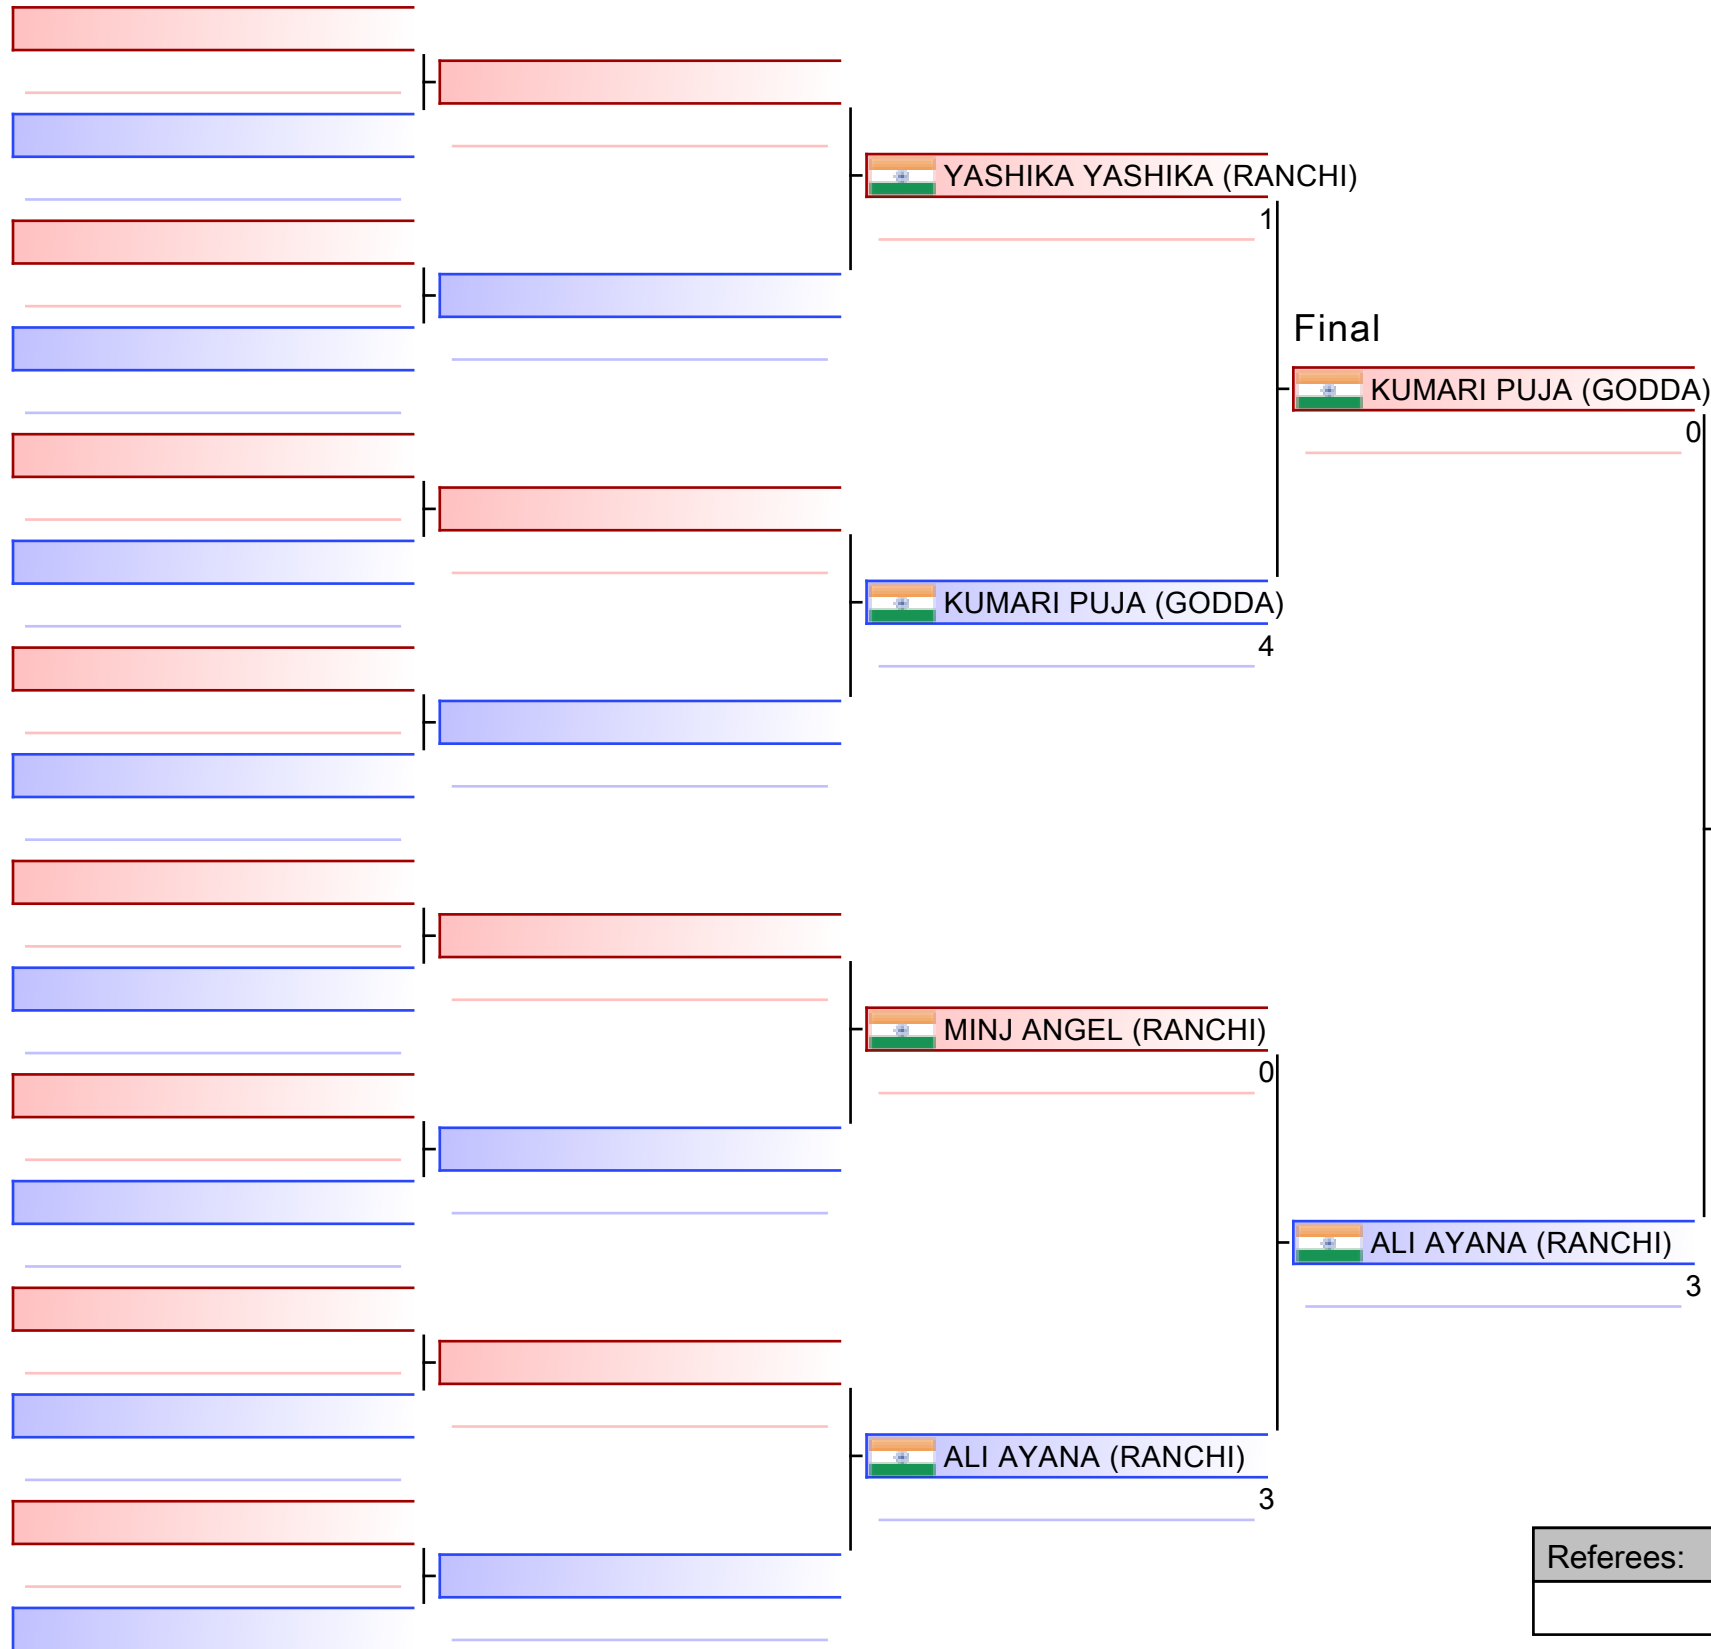 YASHIKA YASHIKA (RANCHI)
1
Final
KUMARI PUJA (GODDA)
0
KUMARI PUJA (GODDA)
4
MINJ ANGEL (RANCHI)
0
ALI AYANA (RANCHI)
3
ALI AYANA (RANCHI)
3
Referees: